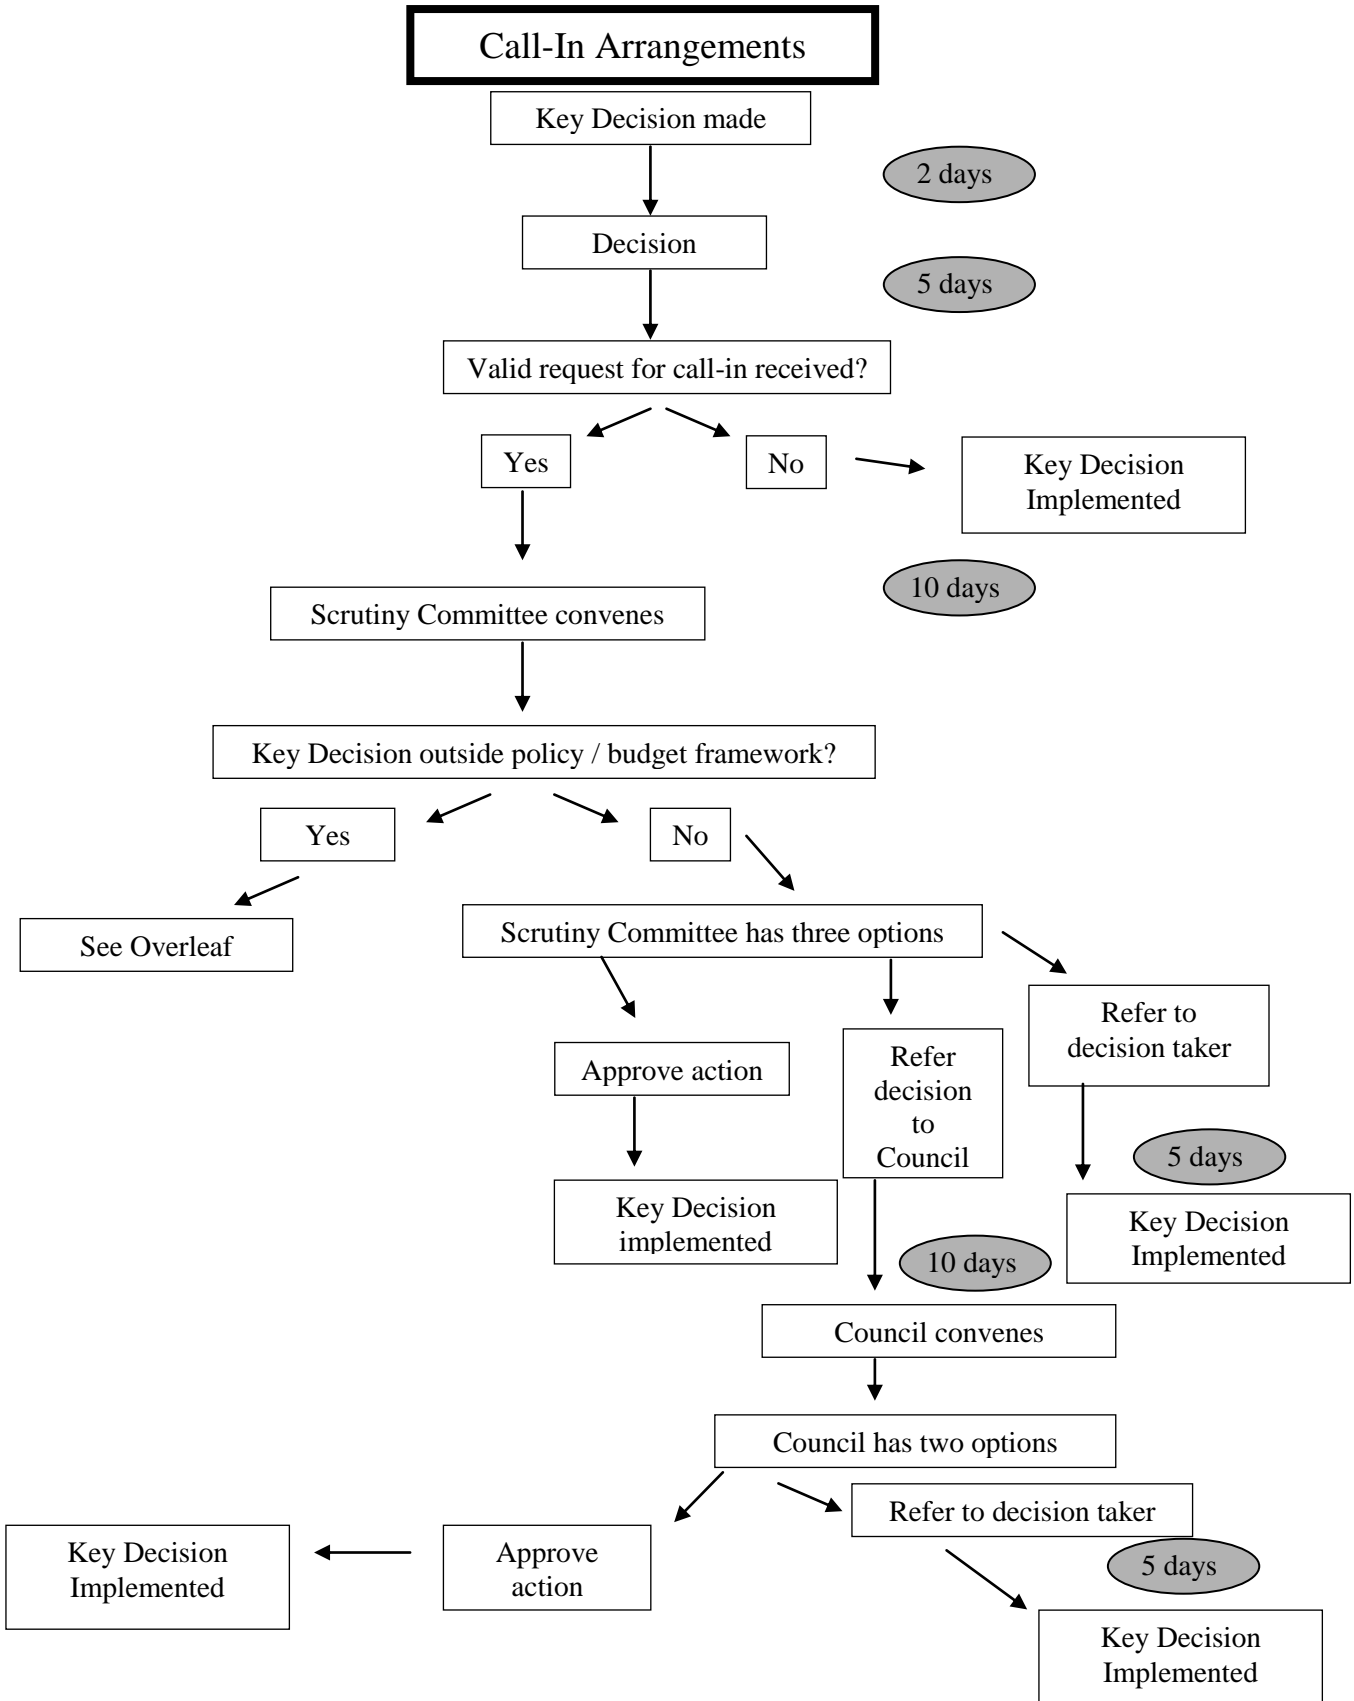 Call-In Arrangements
Key Decision made
2 days
Decision
5 days
Valid request for call-in received?
Yes
No
Key Decision
Implemented
10 days
Scrutiny Committee convenes
Key Decision outside policy / budget framework?
Yes
No
See Overleaf
Scrutiny Committee has three options
Approve action
Refer
decision
to
Council
Refer to
decision taker
5 days
Key Decision
implemented
Key Decision
Implemented
10 days
Council convenes
Council has two options
Refer to decision taker
Key Decision
Implemented
Approve
action
5 days
Key Decision
Implemented